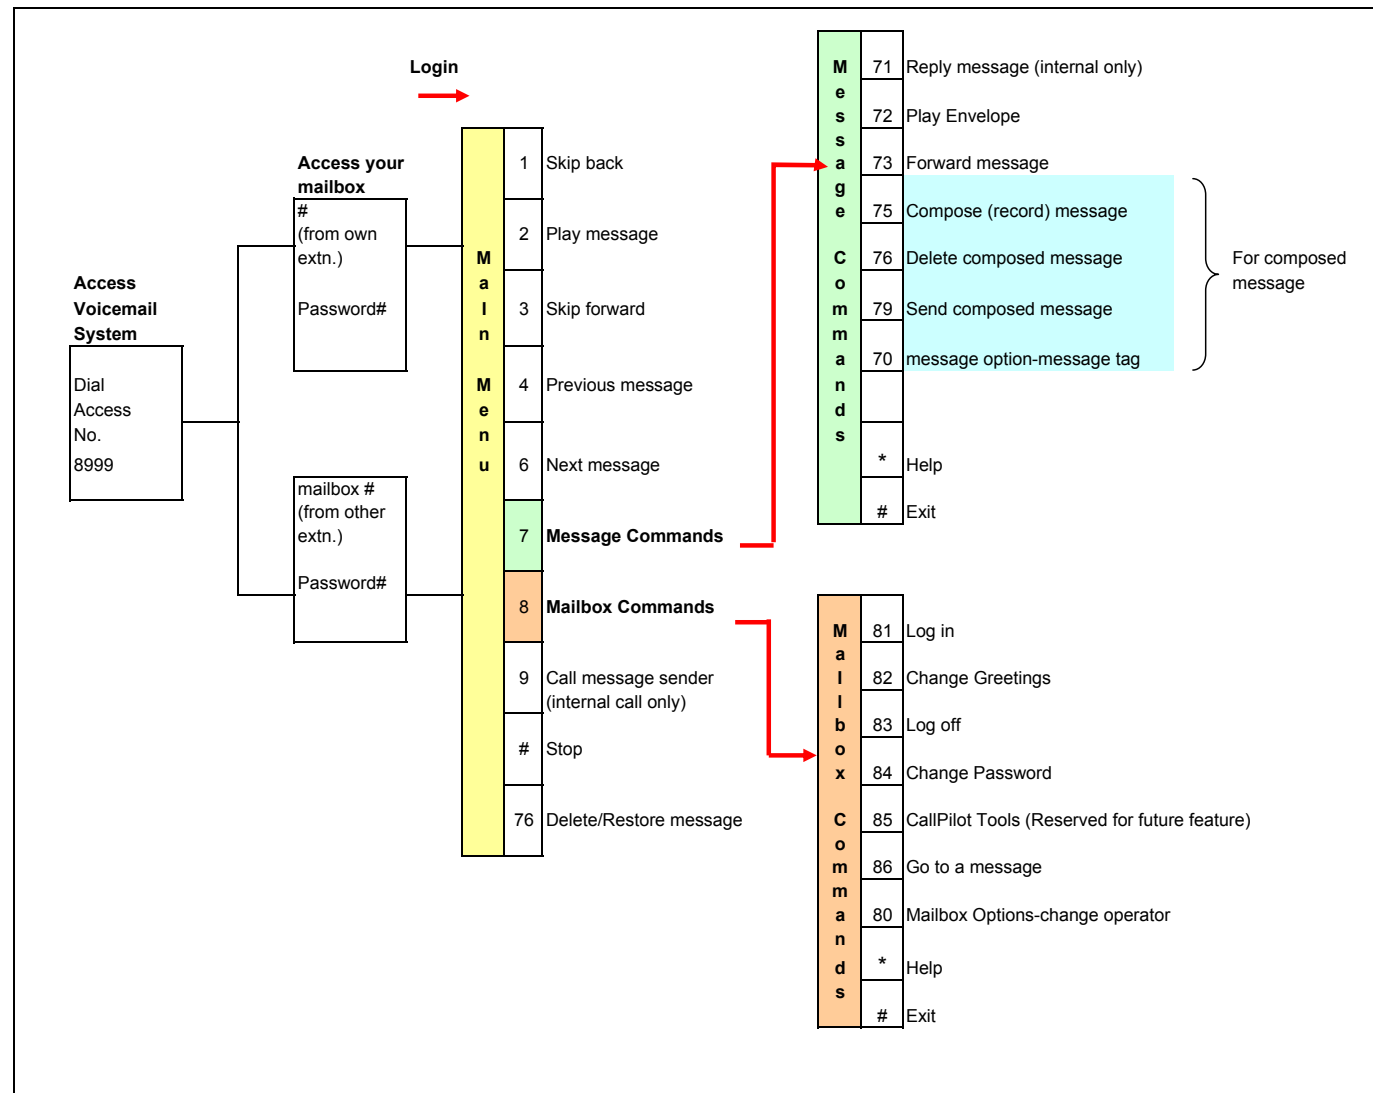 Login
Access
Voicemail
System
Dial
Access
No.
8999
Access your
mailbox
#
(from own
extn.)
Password#
mailbox #
(from other
extn.)
Password#
MaIn Menu
1 Skip back
2 Play message
3 Skip forward
4 Previous message
6 Next message
7 Message Commands
8 Mailbox Commands
9 Call message sender
(internal call only)
# Stop
76 Delete/Restore message
Message Commands
71 Reply message (internal only)
72 Play Envelope
73 Forward message
75 Compose (record) message
76 Delete composed message
79 Send composed message
70 message option-message tag
* Help
# Exit
For composed
message
MaIlbox Commands
81 Log in
82 Change Greetings
83 Log off
84 Change Password
85 CallPilot Tools (Reserved for future feature)
86 Go to a message
80 Mailbox Options-change operator
* Help
# Exit